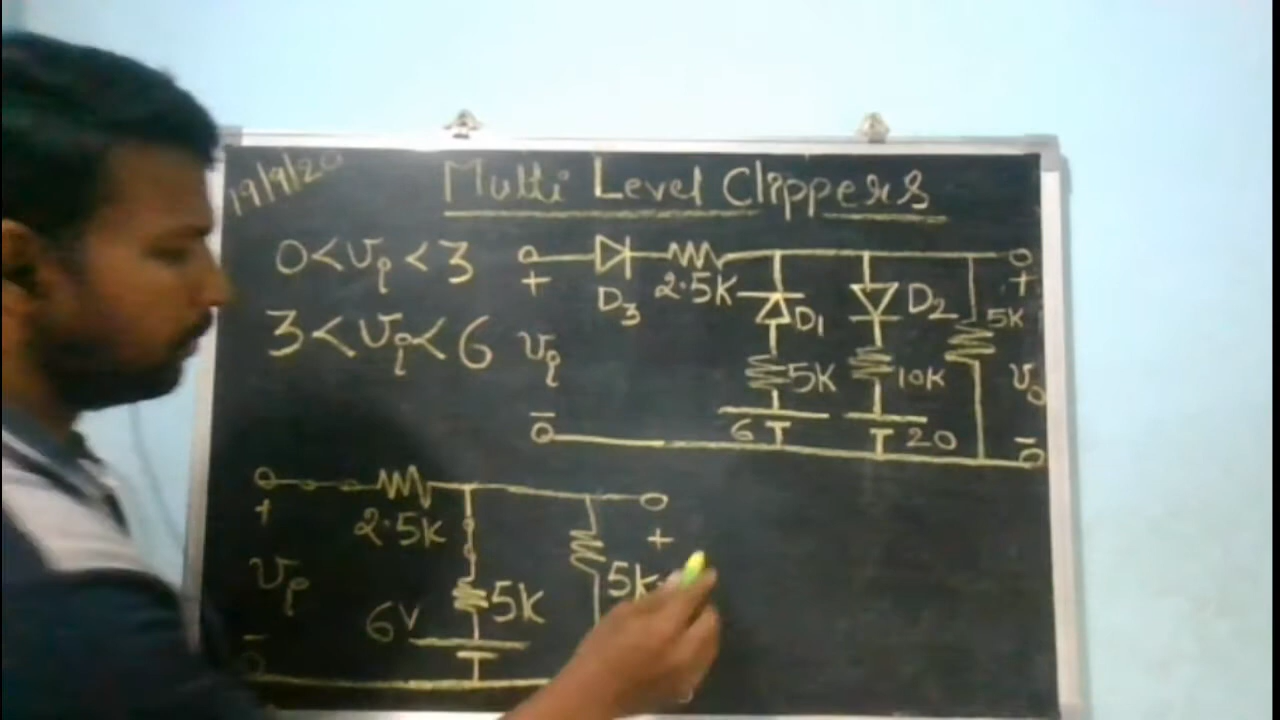 19/9/20
Multi Level Clippers
0<vi<3
3<vi<6
+
D3
2.5K
D1
D2
5K
+
vi
5K
10K
vo
-
6
20
-
+
2.5K
+
vi
5K
5K
6V
-